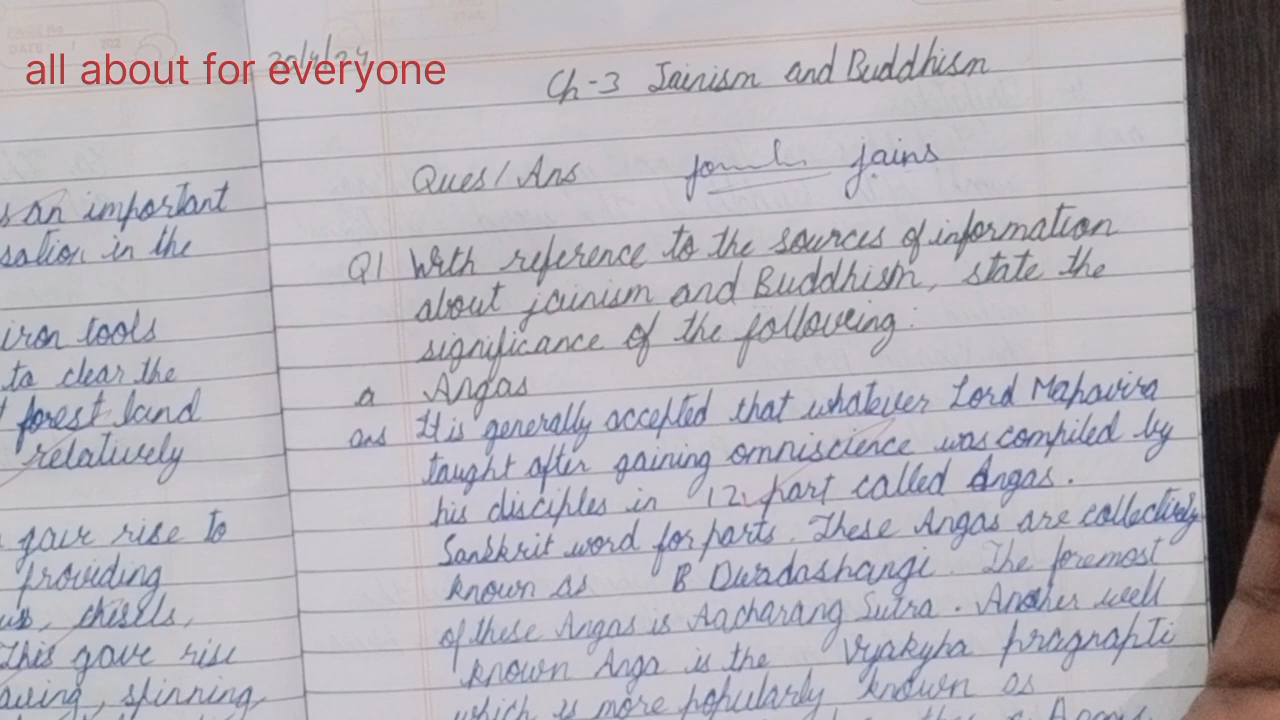 all about for everyone
20/4/24
Ch-3 Jainism and Buddhism
Ques/Ans jains
Q1 With reference to the sources of information
about jainism and Buddhism, state the
significance of the following:
a Angas
ans It is generally accepted that whatever Lord Mahavira
taught after gaining omniscience was compiled by
his disciples in 12 part called Angas.
Sanskrit word for parts. These Angas are collectively
known as B Dwadashangi. The foremost
of these Angas is Aacharang Sutra. Another well
known Anga is the Vyakyha pragnapti
which is more popularly known as
Angas
s an important
sation in the
iron tools
to clear the
forest land
relatively
gave rise to
providing
chisels,
This gave rise
spinning,